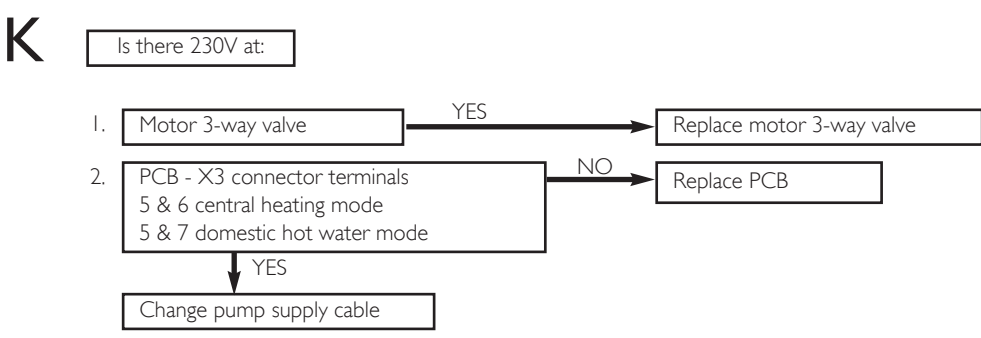 K
Is there 230V at:
1. Motor 3-way valve YES Replace motor 3-way valve
2. PCB - X3 connector terminals NO Replace PCB
5 & 6 central heating mode
5 & 7 domestic hot water mode
YES
Change pump supply cable